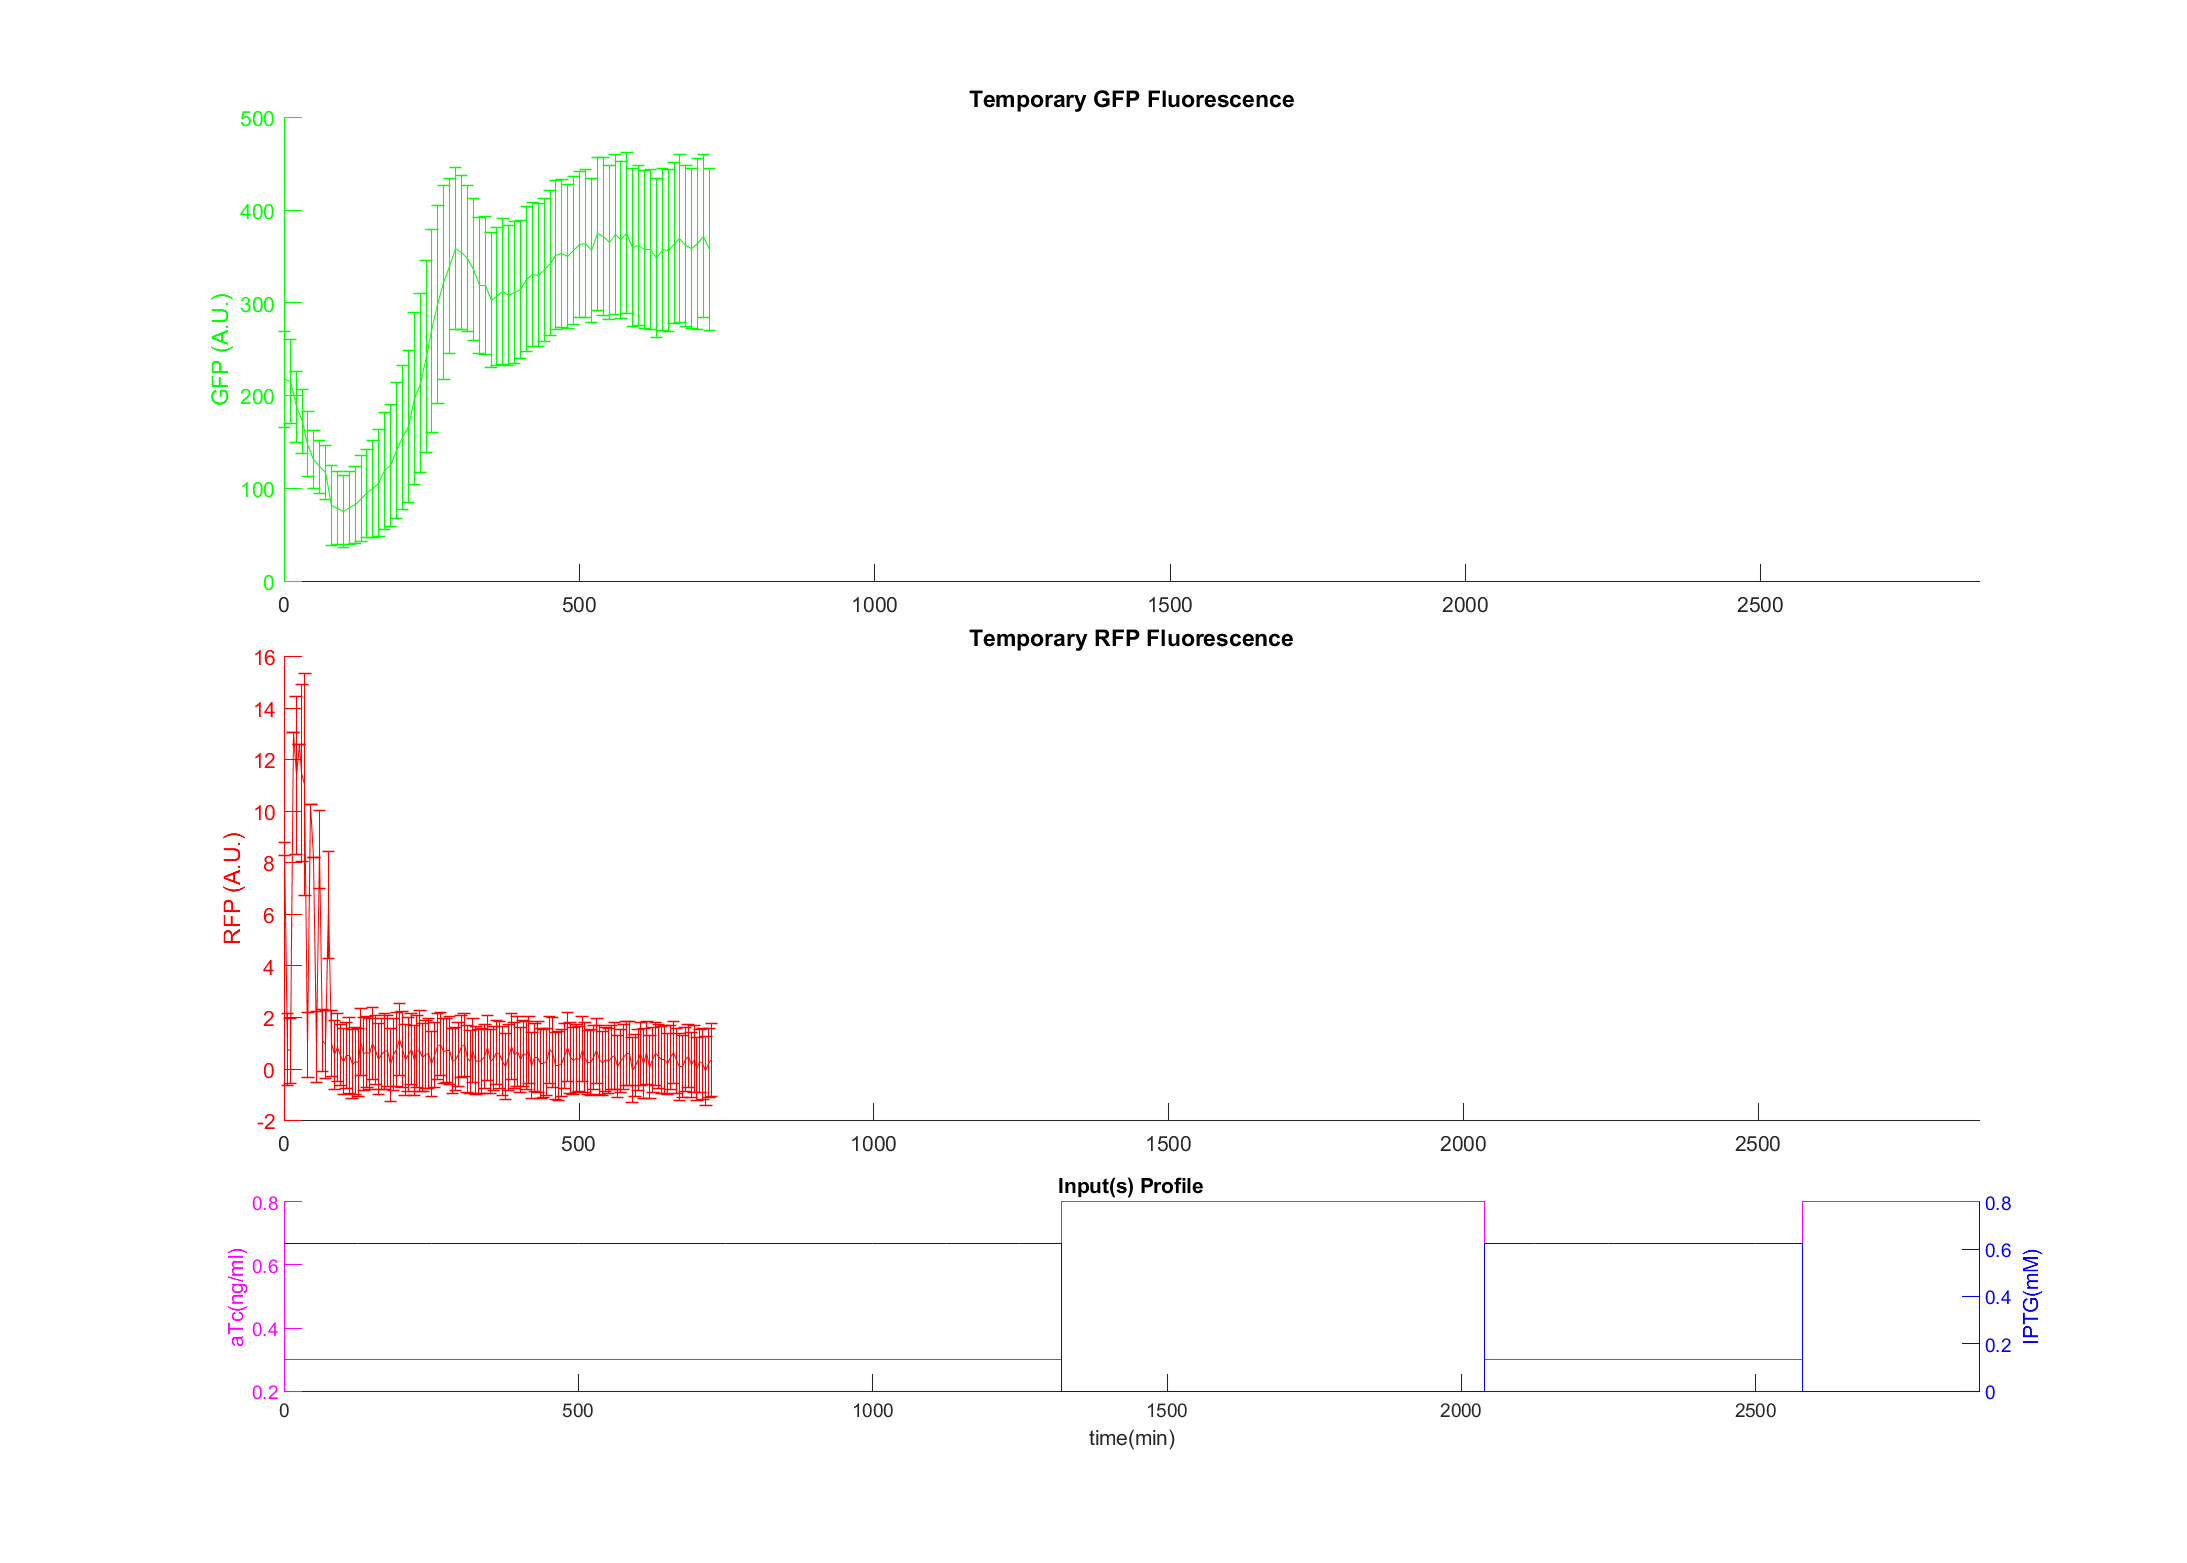 Temporary GFP Fluorescence
GFP (A.U.)
500
400
300
200
100
0
0 500 1000 1500 2000 2500
Temporary RFP Fluorescence
RFP (A.U.)
16
14
12
10
8
6
4
2
0
-2
0 500 1000 1500 2000 2500
Input(s) Profile
aTc(ng/ml)
0.8
0.6
0.4
0.2
0.8
0.6
0.4
0.2
0
IPTG(mM)
0 500 1000 1500 2000 2500
time(min)